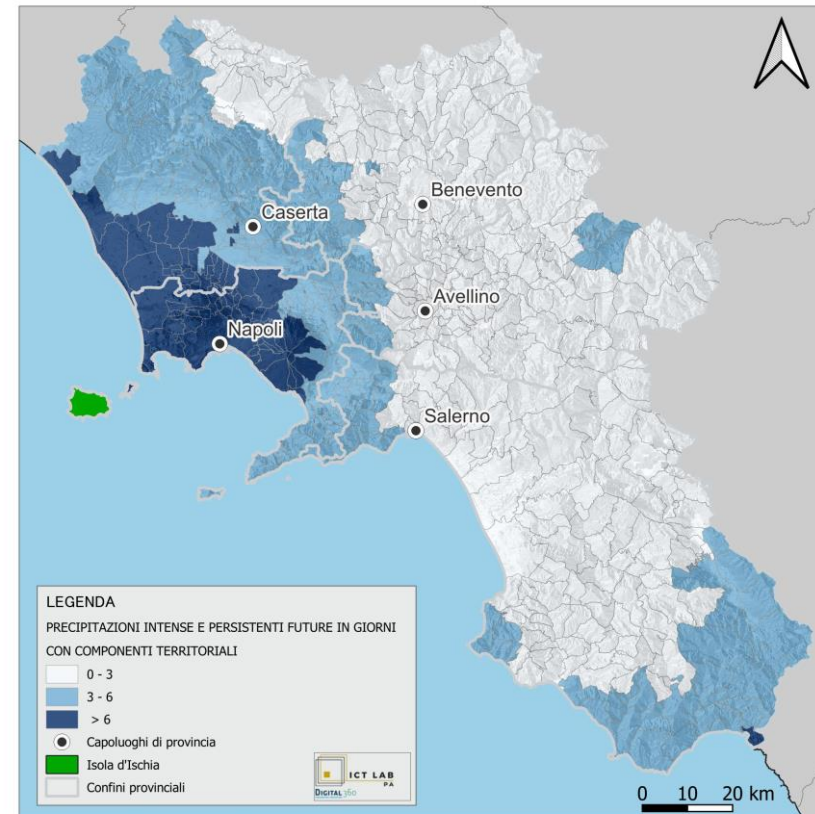 Benevento
Caserta
Avellino
Napoli
Salerno
LEGENDA
PRECIPITAZIONI INTENSE E PERSISTENTI FUTURE IN GIORNI
CON COMPONENTI TERRITORIALI
0 - 3
3 - 6
> 6
Capoluoghi di provincia
Isola d'Ischia
Confini provinciali
ICT LAB
PA
DIGITAL360
0 10 20 km